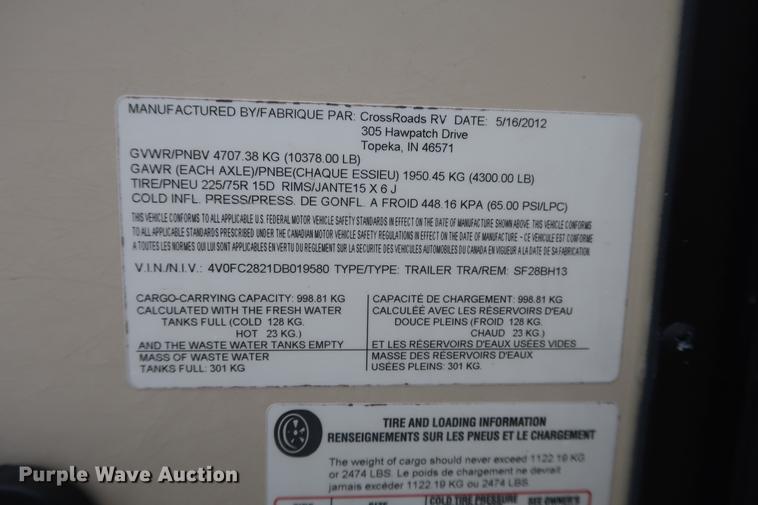 MANUFACTURED BY/FABRIQUE PAR: CrossRoads RV DATE: 5/16/2012
305 Hawpatch Drive
Topeka, IN 46571
GVWR/PNBV 4707.38 KG (10378.00 LB)
GAWR (EACH AXLE)/PNBE(CHAQUE ESSIEU) 1950.45 KG (4300.00 LB)
TIRE/PNEU 225/75R 15D RIMS/JANTE15 X 6 J
COLD INFL. PRESS/PRESS. DE GONFL. A FROID 448.16 KPA (65.00 PSI/LPC)
THIS VEHICLE CONFORMS TO ALL APPLICABLE U.S. FEDERAL MOTOR VEHICLE SAFETY STANDARDS IN EFFECT ON THE DATE OF MANUFACTURE SHOWN ABOVE. THIS VEHICLE CONFORMS
TO ALL APPLICABLE STANDARDS PRESCRIBED UNDER THE CANADIAN MOTOR VEHICLE SAFETY REGULATIONS IN EFFECT ON THE DATE OF MANUFACTURE ~ CE VEHICULE EST CONFORME
A TOUTES LES NORMES QUI LUI SONT APPLICABLES EN VERTU DU REGLEMENT SUR LA SECURITE DES VEHICULES AUTOMOBILES DU CANADA EN VIGUEUR A LA DATE DE SA FABRICATION.
V.I.N./N.I.V.: 4V0FC2821DB019580 TYPE/TYPE: TRAILER TRA/REM: SF28BH13
CARGO-CARRYING CAPACITY: 998.81 KG
CALCULATED WITH THE FRESH WATER
TANKS FULL (COLD 128 KG.
HOT 23 KG.)
AND THE WASTE WATER TANKS EMPTY
MASS OF WASTE WATER
TANKS FULL: 301 KG
CAPACITÉ DE CHARGEMENT: 998.81 KG
CALCULÉE AVEC LES RÉSERVOIRS D'EAU
DOUCE PLEINS (FROID 128 KG.
CHAUD 23 KG.)
ET LES RÉSERVOIRS D'EAUX USÉES VIDES
MASSE DES RÉSERVOIRS D'EAUX
USÉES PLEINS: 301 KG.
TIRE AND LOADING INFORMATION
RENSEIGNEMENTS SUR LES PNEUS ET LE CHARGEMENT
The weight of cargo should never exceed 1122.19 KG
or 2474 LBS. Le poids de chargement ne devrait
jamais excéder 1122.19 KG or 2474 LBS.
COLD TIRE PRESSURE SEE OWNER'S
Purple Wave Auction